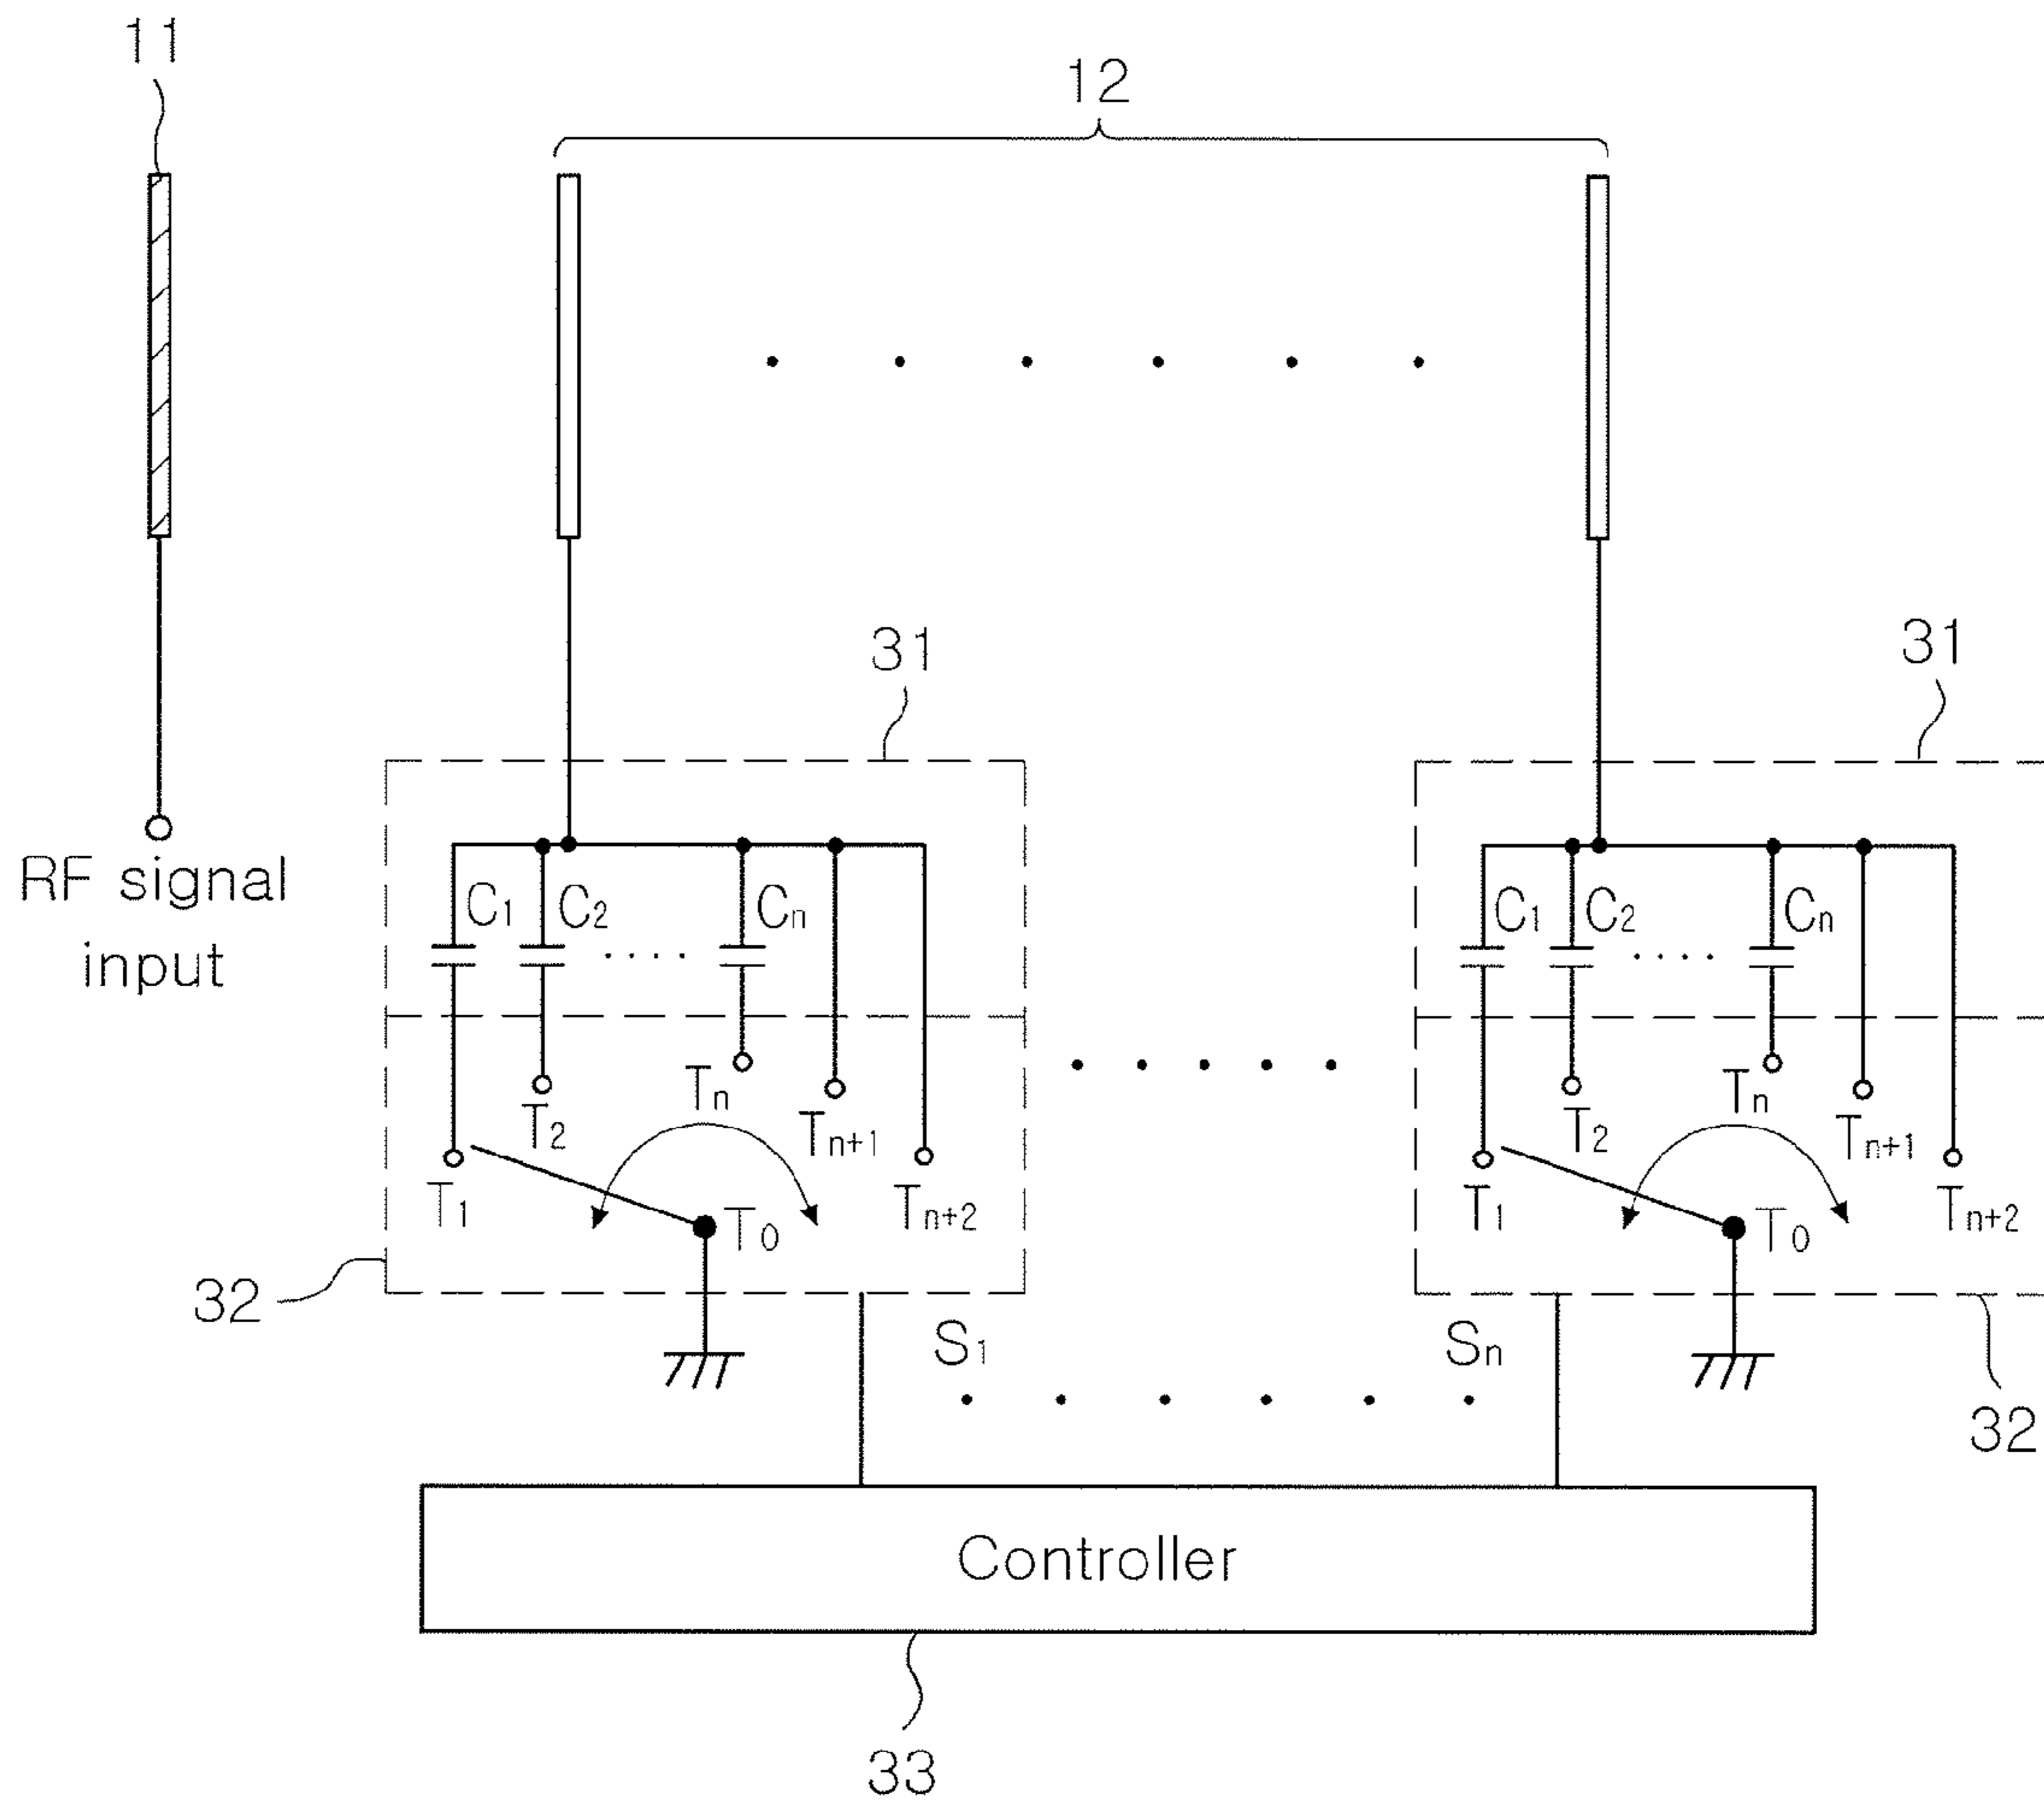 11
12
31
31
RF signal
input
C1 C2 Cn
C1 C2 Cn
T1 T2 Tn Tn+1 Tn+2
T0
T1 T2 Tn Tn+1 Tn+2
T0
32
S1
Sn
32
Controller
33